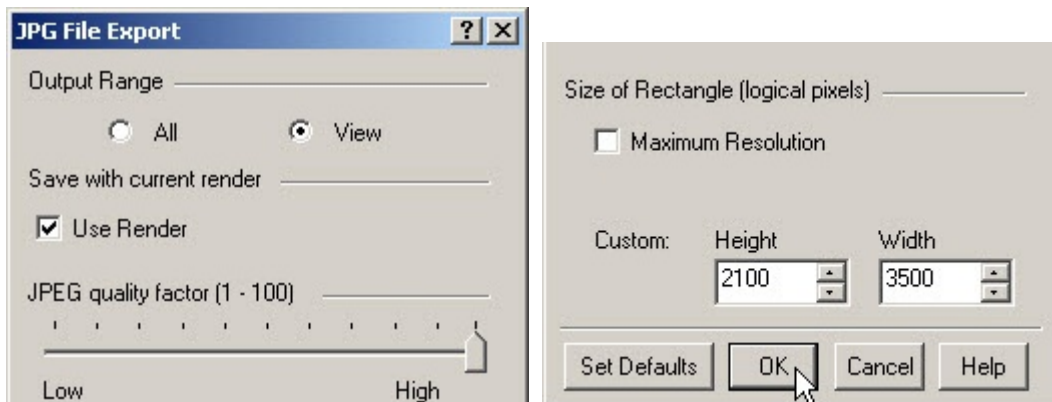 JPG File Export
Output Range
All View
Save with current render
Use Render
JPEG quality factor (1 - 100)
Low High
Size of Rectangle (logical pixels)
Maximum Resolution
Custom: Height Width
2100 3500
Set Defaults OK Cancel Help